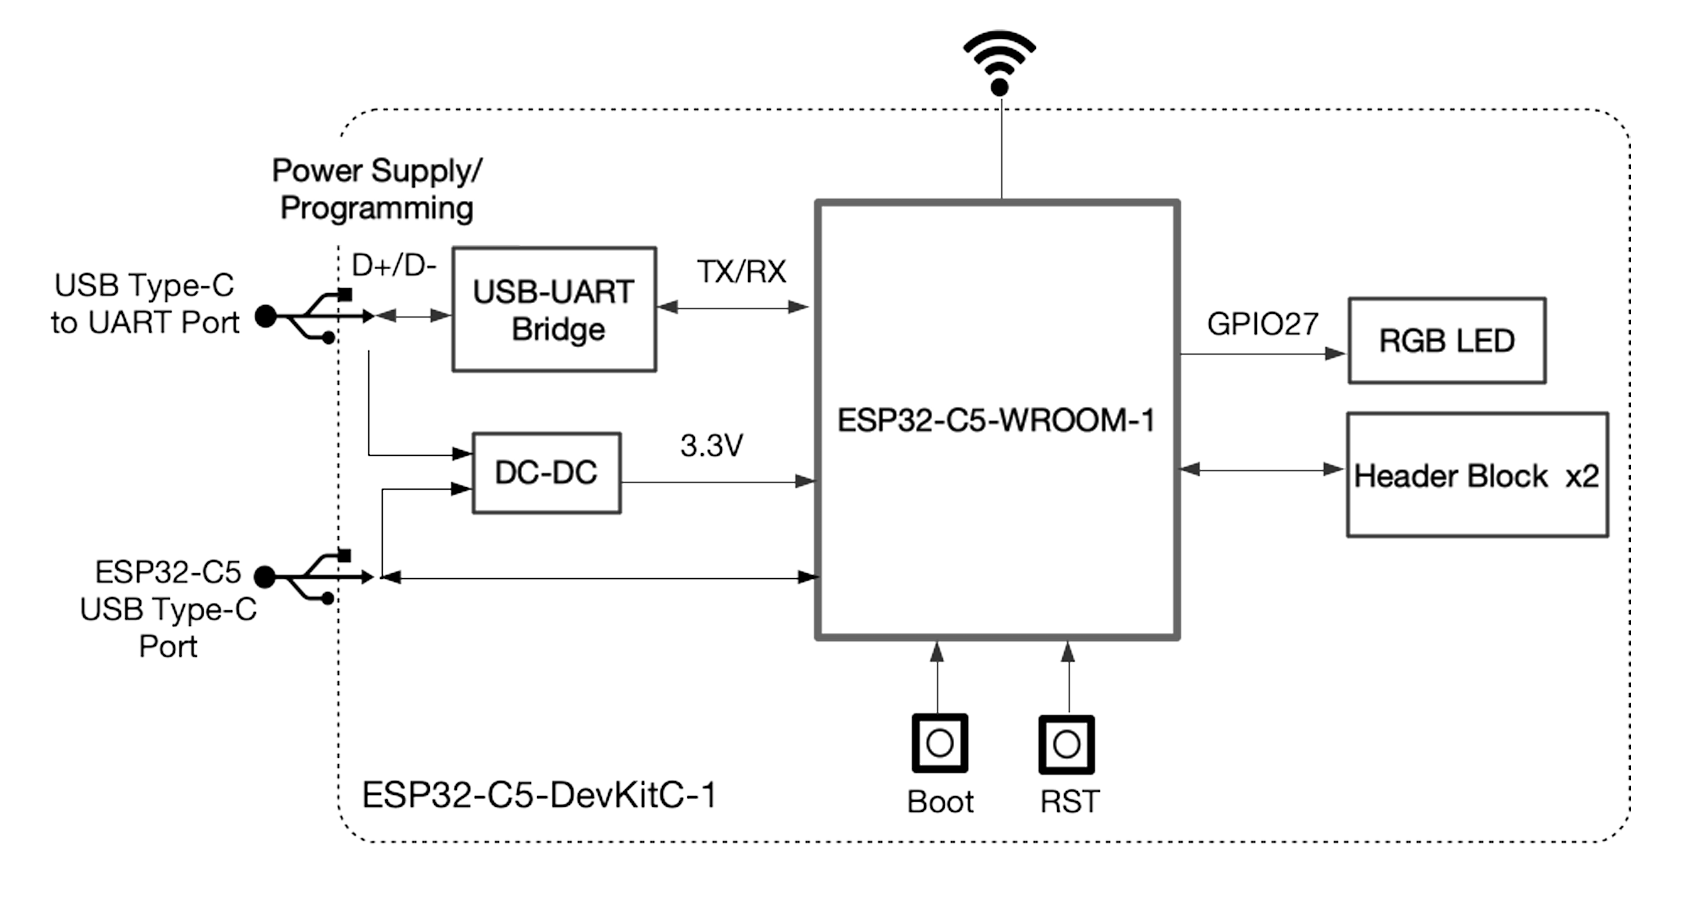 Power Supply/
Programming
USB Type-C
to UART Port
D+/D-
USB-UART
Bridge
TX/RX
GPIO27
RGB LED
ESP32-C5-WROOM-1
DC-DC
3.3V
Header Block x2
ESP32-C5
USB Type-C
Port
Boot
RST
ESP32-C5-DevKitC-1